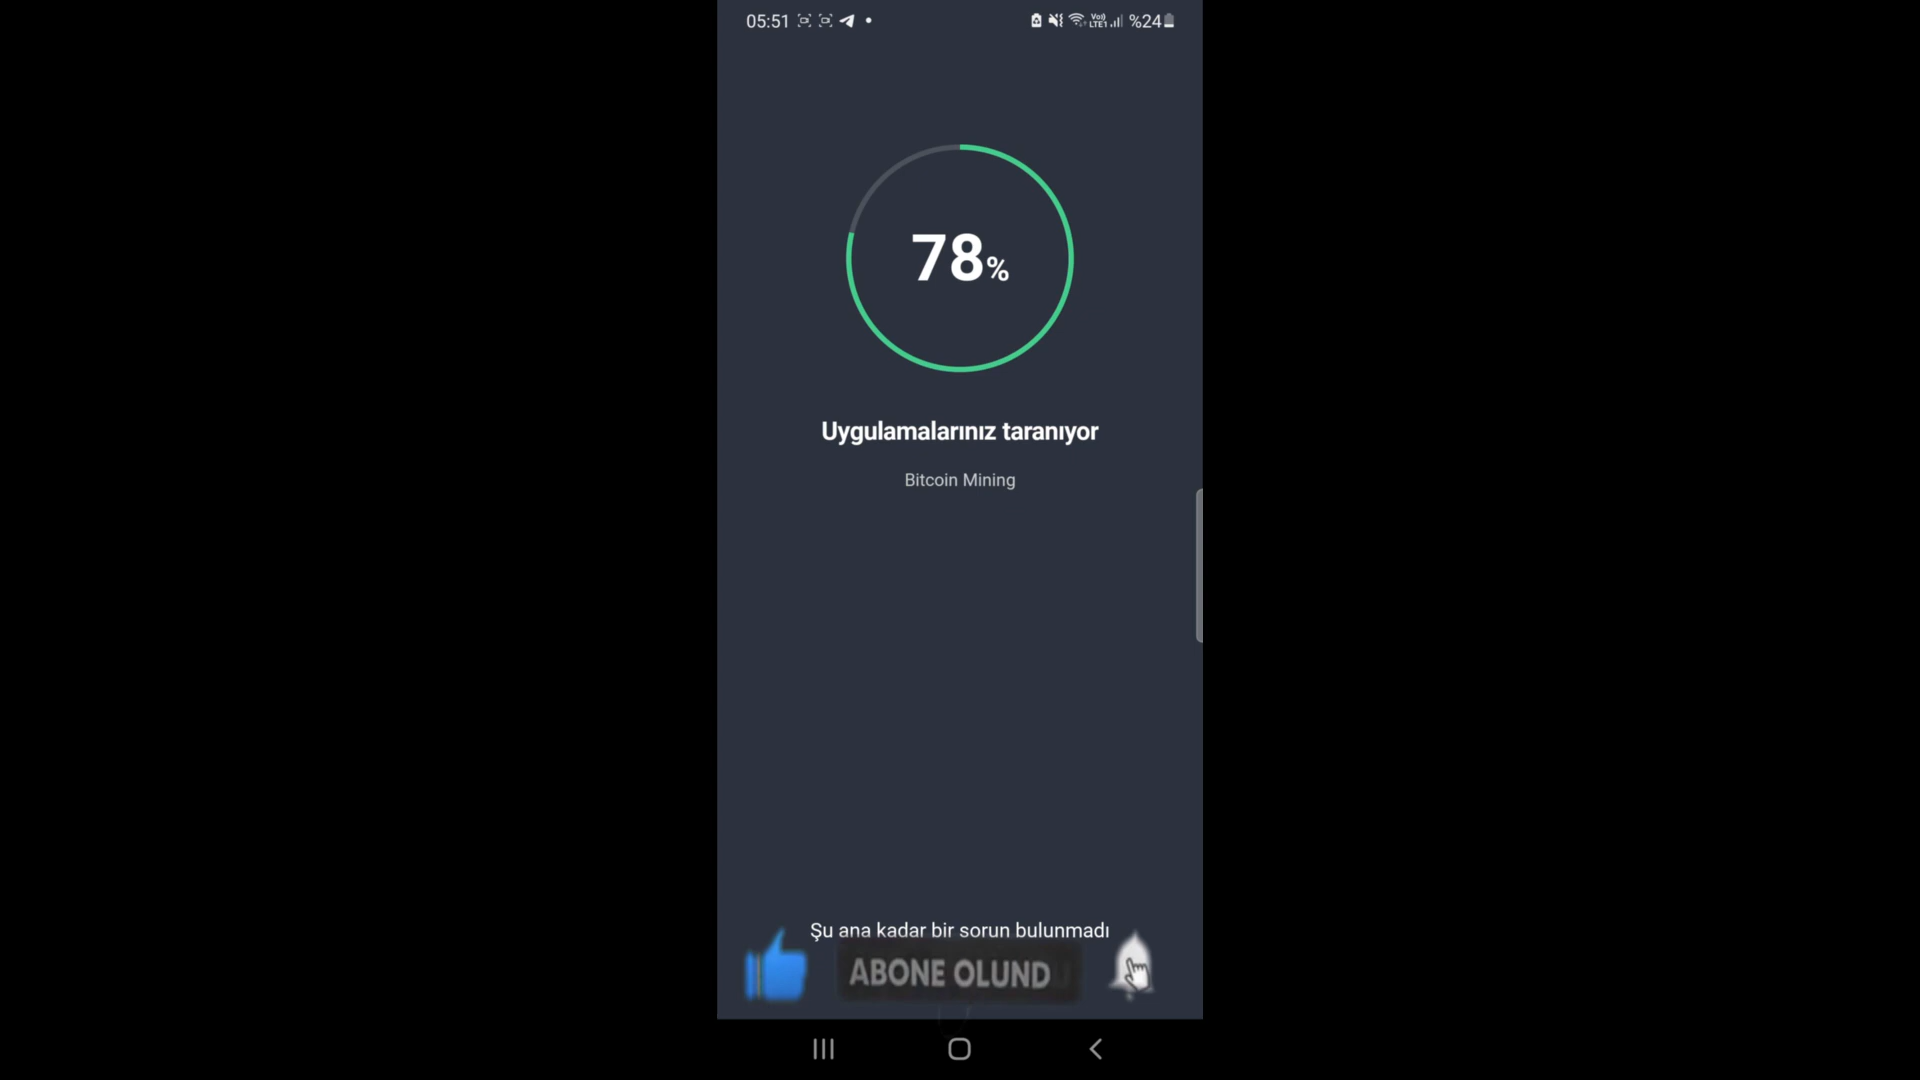 05:51 %24
78%
Uygulamalarınız taranıyor
Bitcoin Mining
Şu ana kadar bir sorun bulunmadı
ABONE OLUND